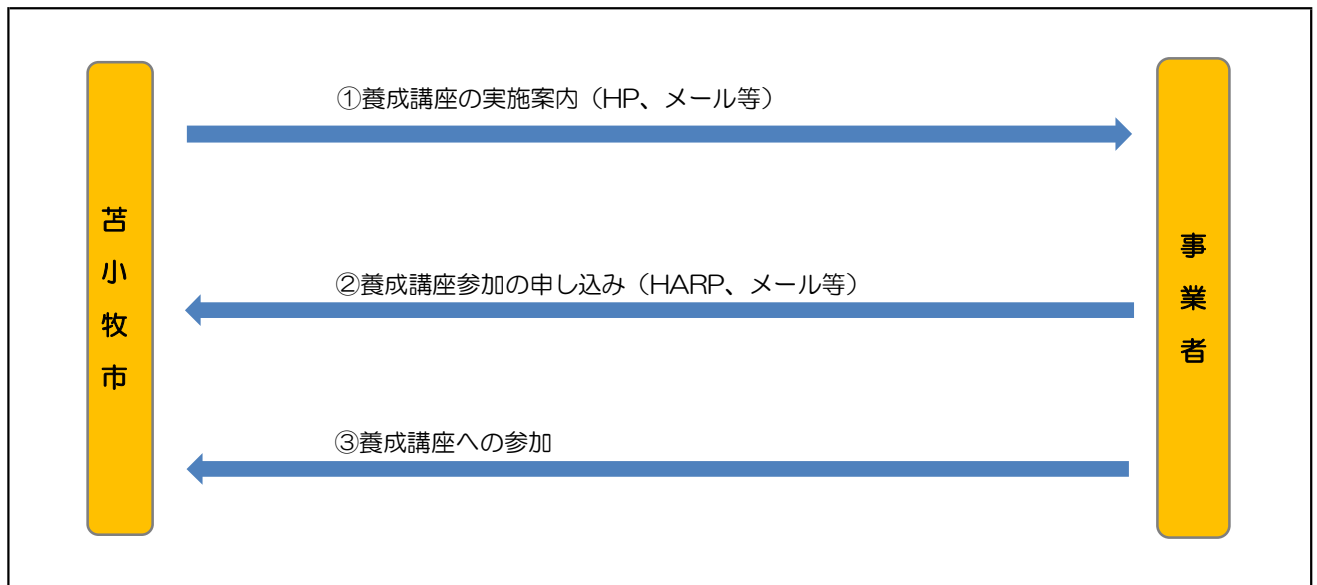 苫小牧市
①養成講座の実施案内（HP、メール等）
②養成講座参加の申し込み（HARP、メール等）
③養成講座への参加
事業者